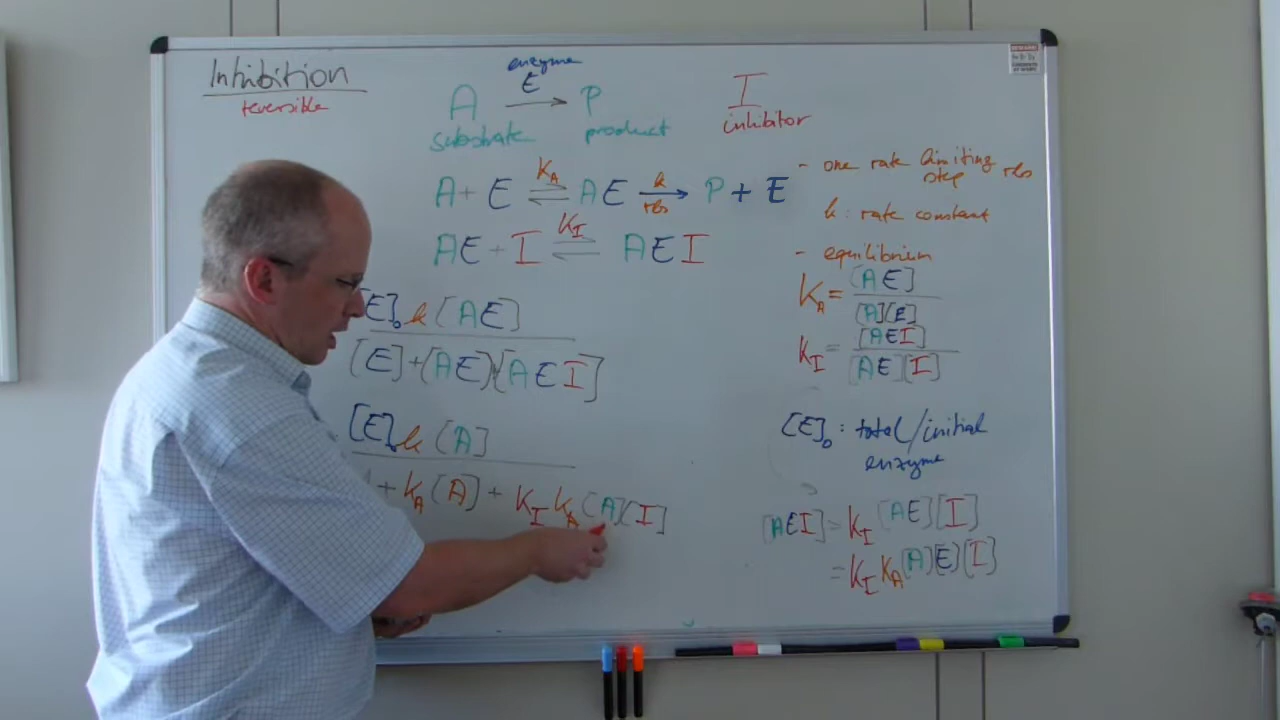 Inhibition
reversible
enzyme
E
A → P
substrate product
I
inhibitor
K_A k
A + E ⇌ AE → P + E
rls
K_I
AE + I ⇌ AEI
- one rate limiting
step rls
k: rate constant
- equilibrium
K_A = [AE]
[A][E]
K_I = [AEI]
[AE][I]
[E]₀ k [AE]
[E]+[AE]+[AEI]
[E]₀ k [A]
+ K_A [A] + K_I K_A [A][I]
[E]₀ : total/initial
enzyme
[AEI] = K_I [AE][I]
= K_I K_A [A][E][I]